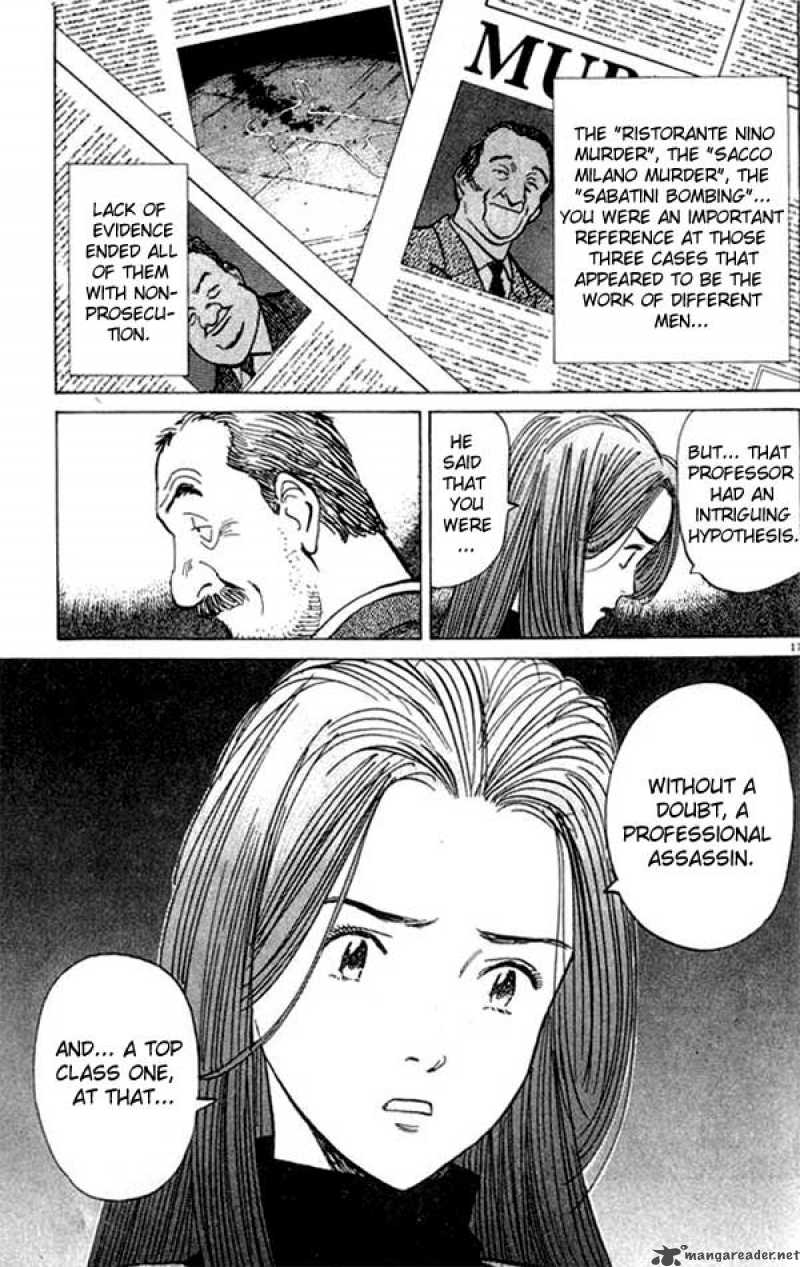 MUR
THE "RISTORANTE NINO
MURDER", THE "SACCO
MILANO MURDER", THE
"SABATINI BOMBING"...
YOU WERE AN IMPORTANT
REFERENCE AT THOSE
THREE CASES THAT
APPEARED TO BE THE
WORK OF DIFFERENT
MEN...
LACK OF
EVIDENCE
ENDED ALL
OF THEM
WITH NON-
PROSECU-
TION.
BUT... THAT
PROFESSOR
HAD AN
INTRIGUING
HYPOTHESIS.
HE
SAID
THAT
YOU
WERE
...
17
WITHOUT A
DOUBT, A
PROFESSIONAL
ASSASSIN.
AND... A TOP
CLASS ONE,
AT THAT...
mangareader.net